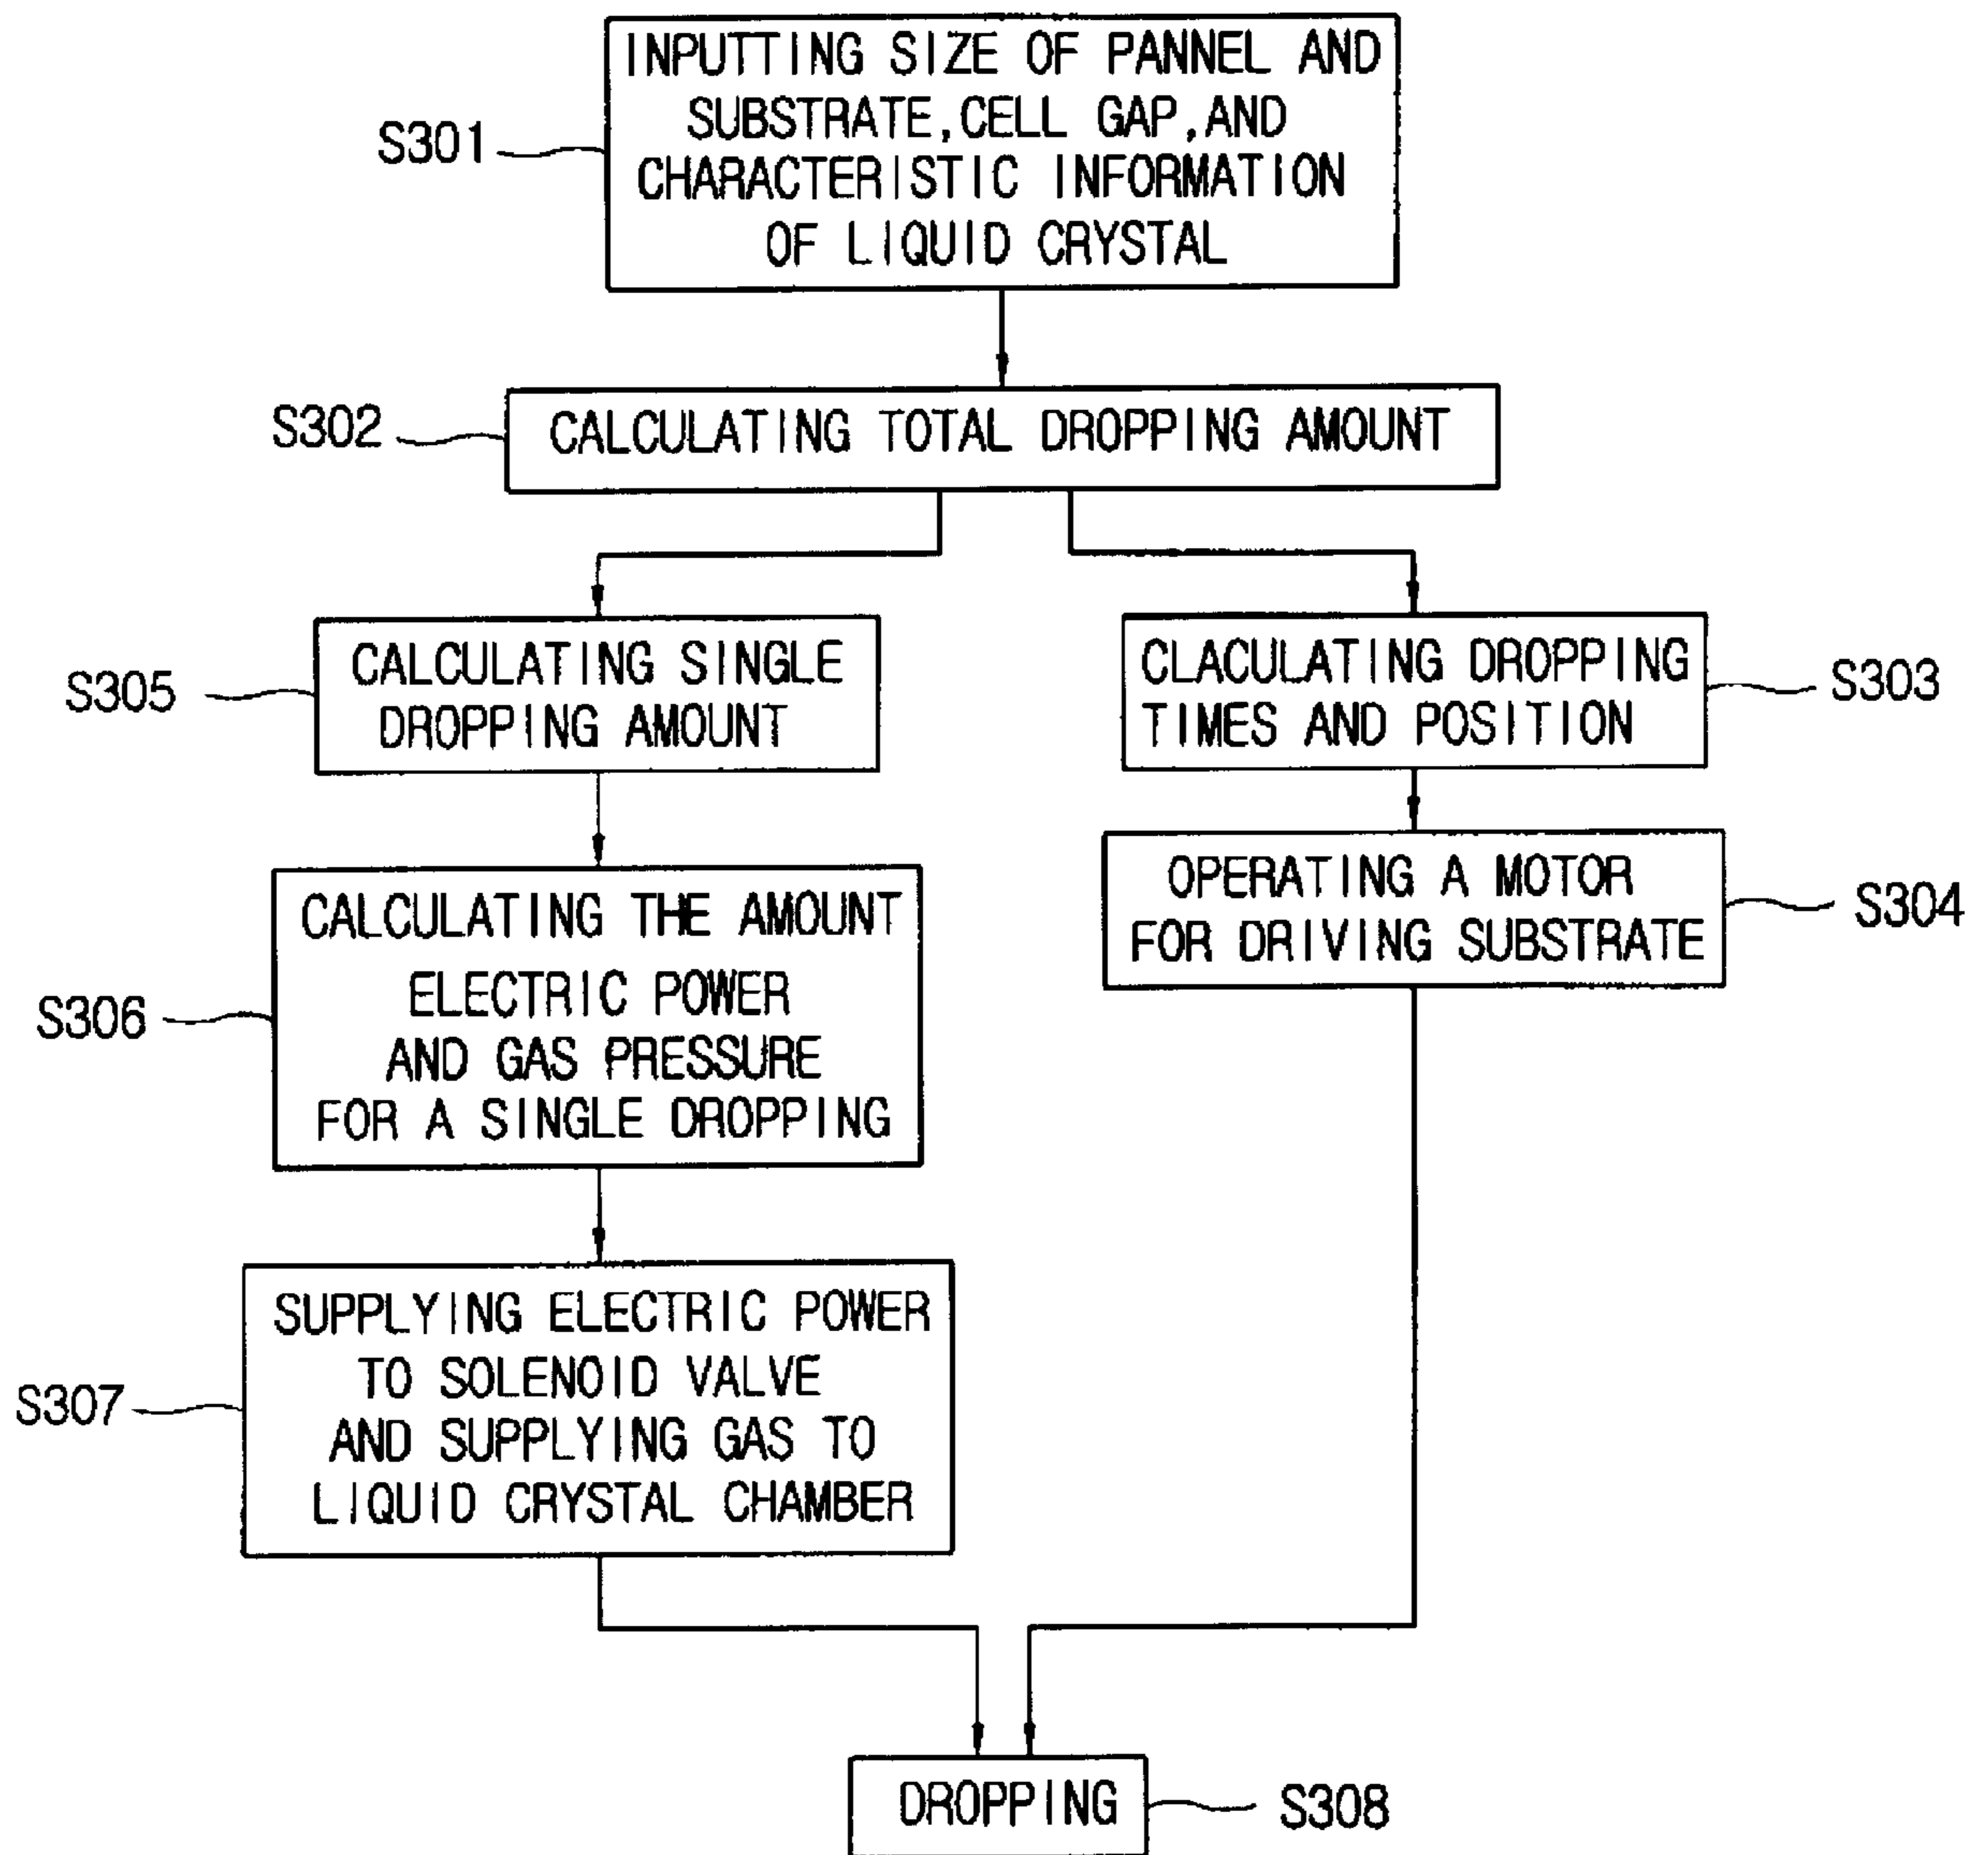 INPUTTING SIZE OF PANNEL AND
SUBSTRATE, CELL GAP, AND
CHARACTERISTIC INFORMATION
OF LIQUID CRYSTAL
S301
S302
CALCULATING TOTAL DROPPING AMOUNT
S305
CALCULATING SINGLE
DROPPING AMOUNT
CLACULATING DROPPING
TIMES AND POSITION
S303
S306
CALCULATING THE AMOUNT
ELECTRIC POWER
AND GAS PRESSURE
FOR A SINGLE DROPPING
OPERATING A MOTOR
FOR DRIVING SUBSTRATE
S304
S307
SUPPLYING ELECTRIC POWER
TO SOLENOID VALVE
AND SUPPLYING GAS TO
LIQUID CRYSTAL CHAMBER
DROPPING
S308